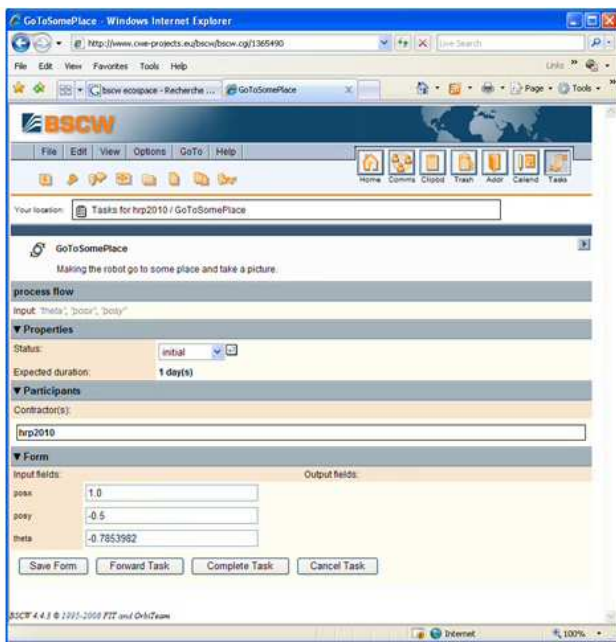 GoToSomePlace - Windows Internet Explorer
http://www.cwe-projects.eu/bscw/bscw.cgi/1365490
Live Search
File Edit View Favorites Tools Help
Links
bscw ecospace - Recherche ... GoToSomePlace
Page Tools
BSCW
File Edit View Options GoTo Help
Home Comms Clipbd Trash Addr Calend Tasks
Your location: Tasks for hrp2010 / GoToSomePlace
GoToSomePlace
Making the robot go to some place and take a picture.
process flow
Input: "theta", "posx", "posy"
▼ Properties
Status: initial
Expected duration: 1 day(s)
▼ Participants
Contractor(s):
hrp2010
▼ Form
Input fields: Output fields:
posx 1.0
posy -0.5
theta -0.7853982
Save Form Forward Task Complete Task Cancel Task
BSCW 4.4.3 © 1995-2008 FIT and OrbiTeam
Internet 100%